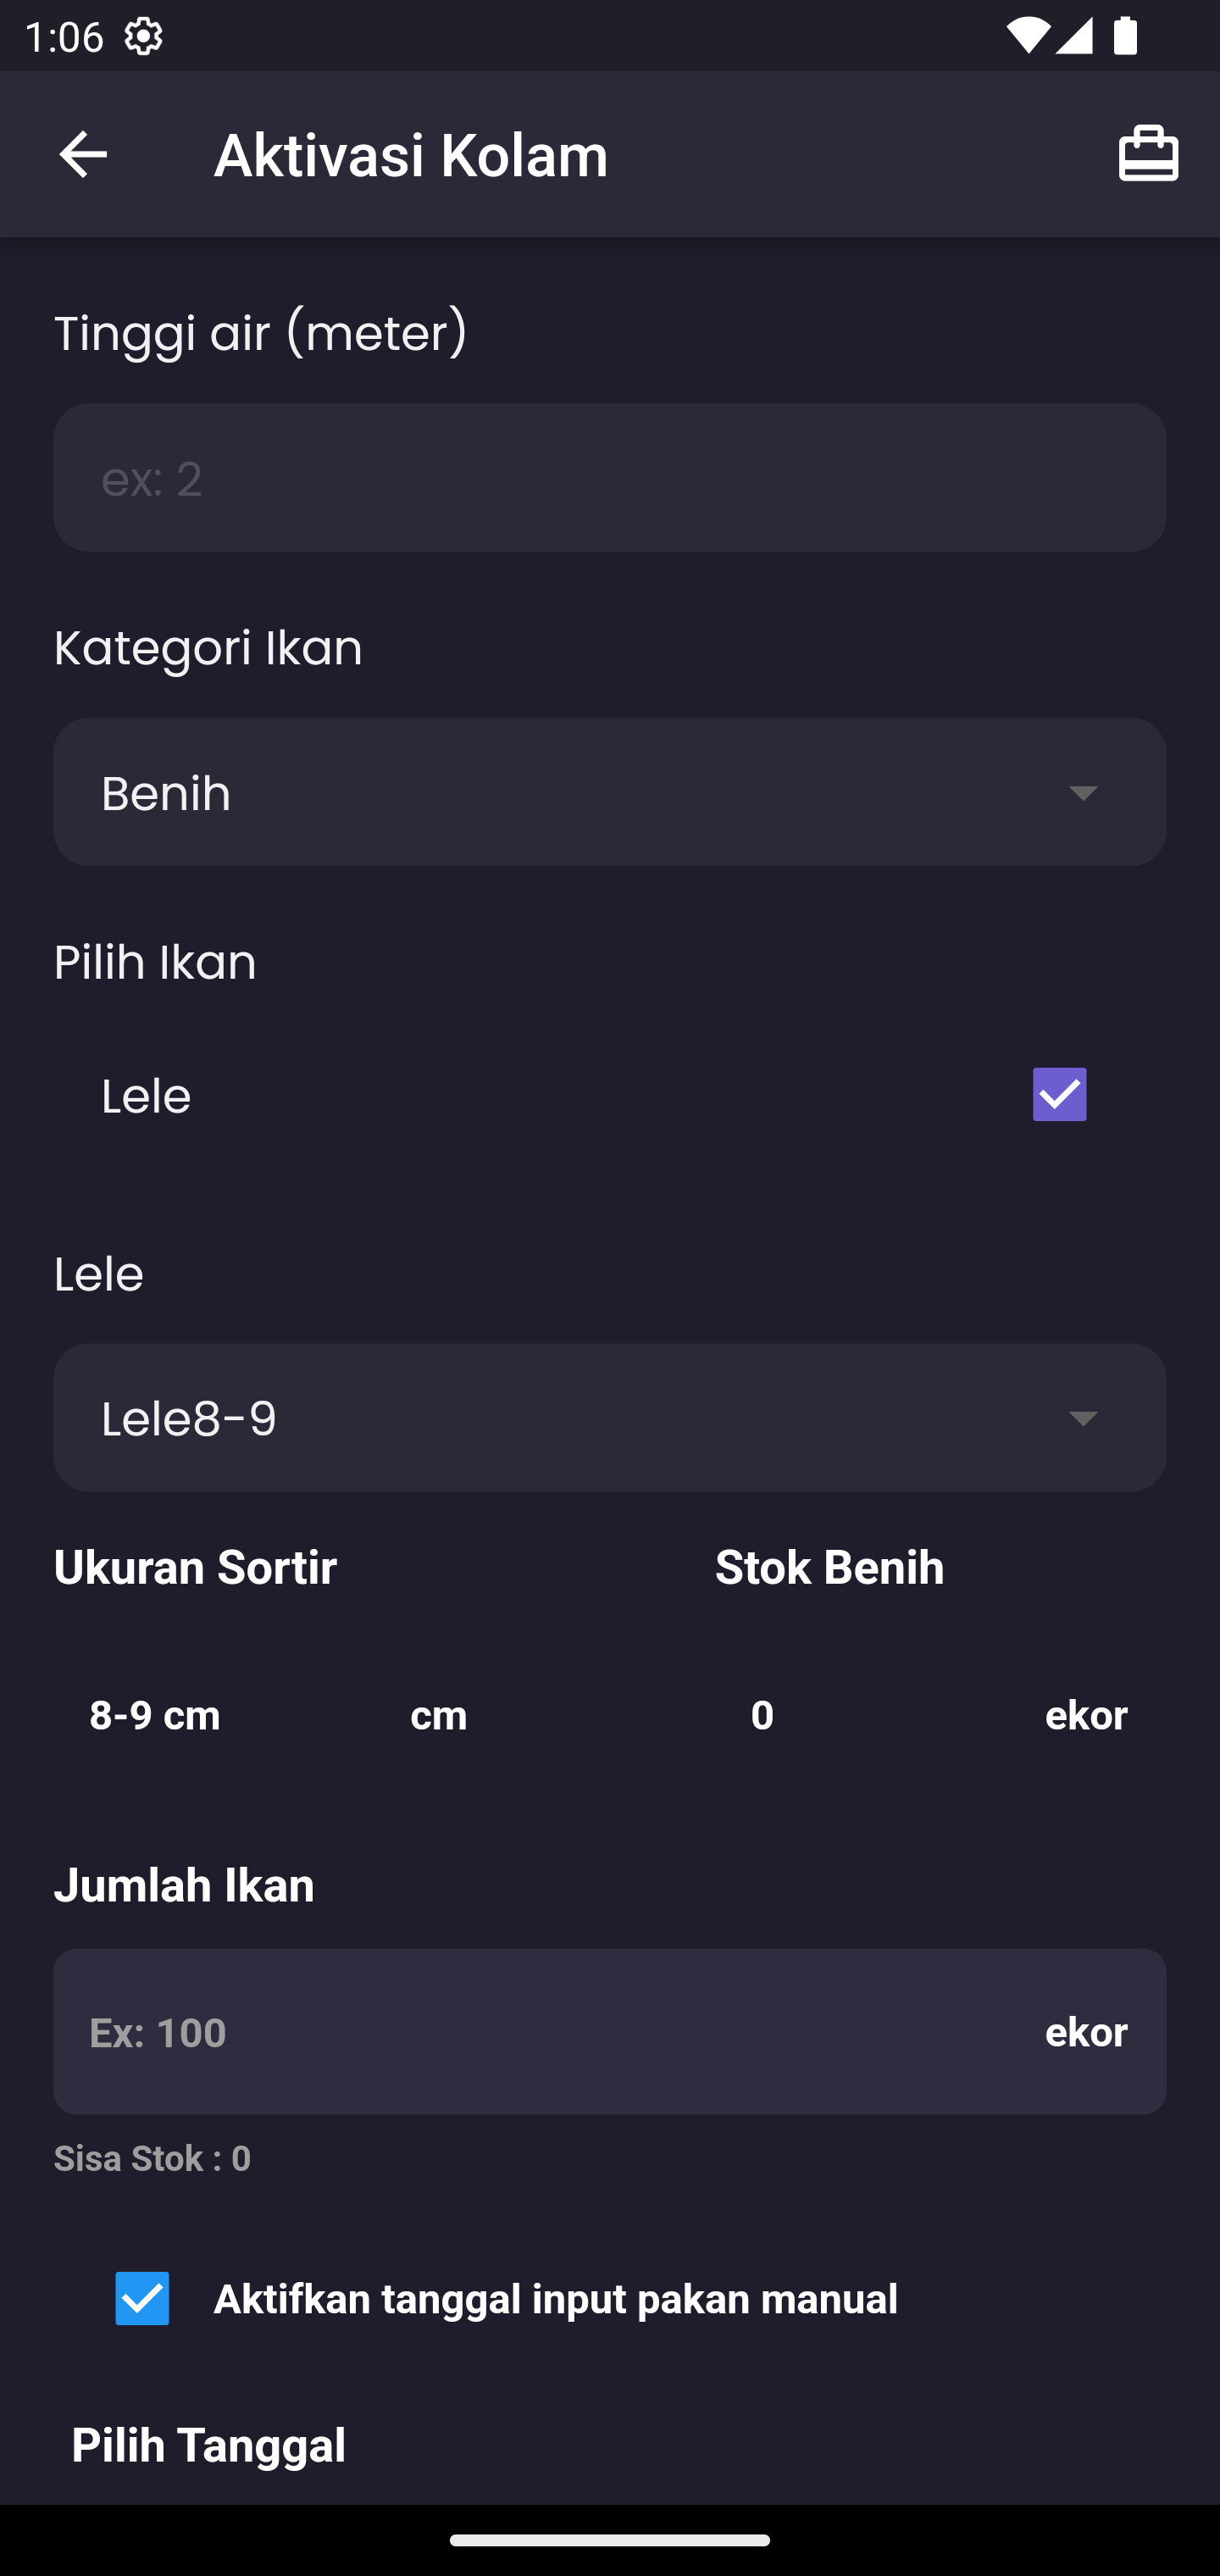 1:06
Aktivasi Kolam
Tinggi air (meter)
ex: 2
Kategori Ikan
Benih
Pilih Ikan
Lele
Lele
Lele8-9
Ukuran Sortir Stok Benih
8-9 cm cm 0 ekor
Jumlah Ikan
Ex: 100 ekor
Sisa Stok : 0
Aktifkan tanggal input pakan manual
Pilih Tanggal